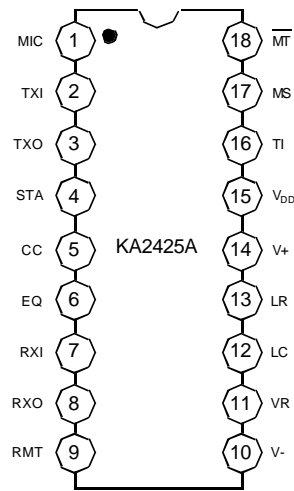 MIC 1 18 M̅T̅
TXI 2 17 MS
TXO 3 16 TI
STA 4 15 VDD
CC 5 KA2425A 14 V+
EQ 6 13 LR
RXI 7 12 LC
RXO 8 11 VR
RMT 9 10 V-